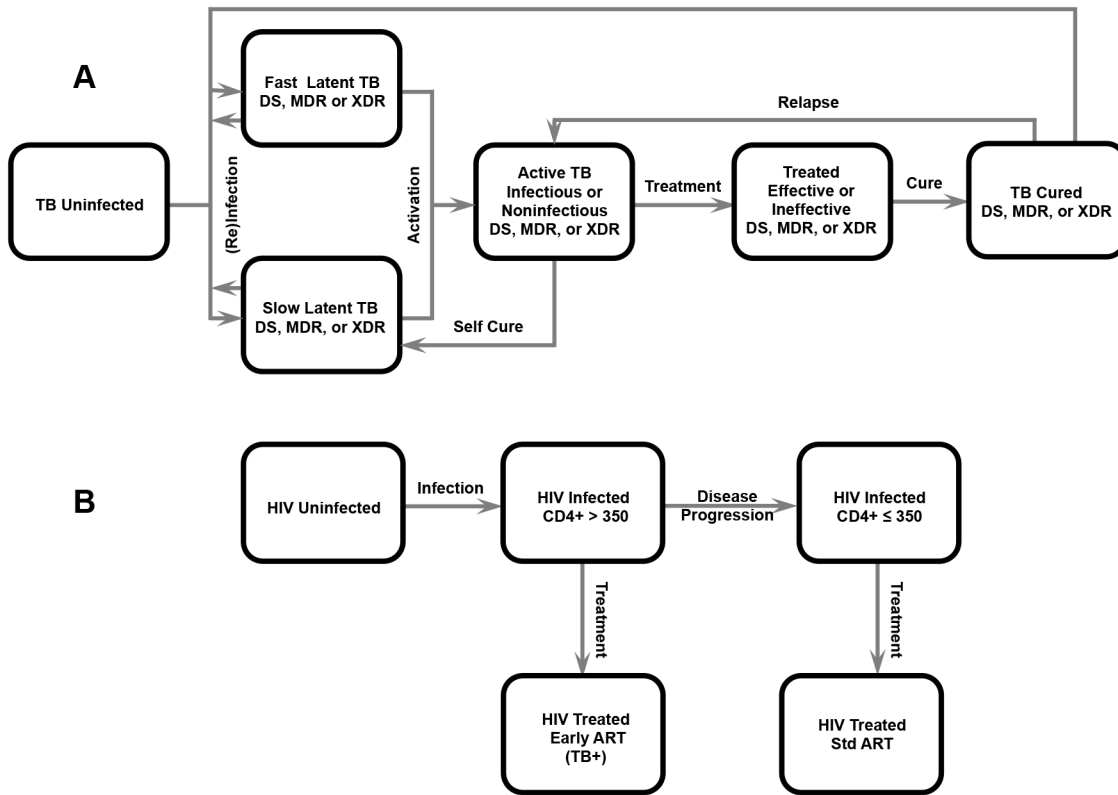 A
Fast Latent TB
DS, MDR or XDR
Relapse
TB Uninfected
(Re)Infection
Activation
Active TB
Infectious or
Noninfectious
DS, MDR, or XDR
Treatment
Treated
Effective or
Ineffective
DS, MDR, or XDR
Cure
TB Cured
DS, MDR, or XDR
Slow Latent TB
DS, MDR, or XDR
Self Cure
B
HIV Uninfected
Infection
HIV Infected
CD4+ > 350
Disease
Progression
HIV Infected
CD4+ ≤ 350
Treatment
Treatment
HIV Treated
Early ART
(TB+)
HIV Treated
Std ART